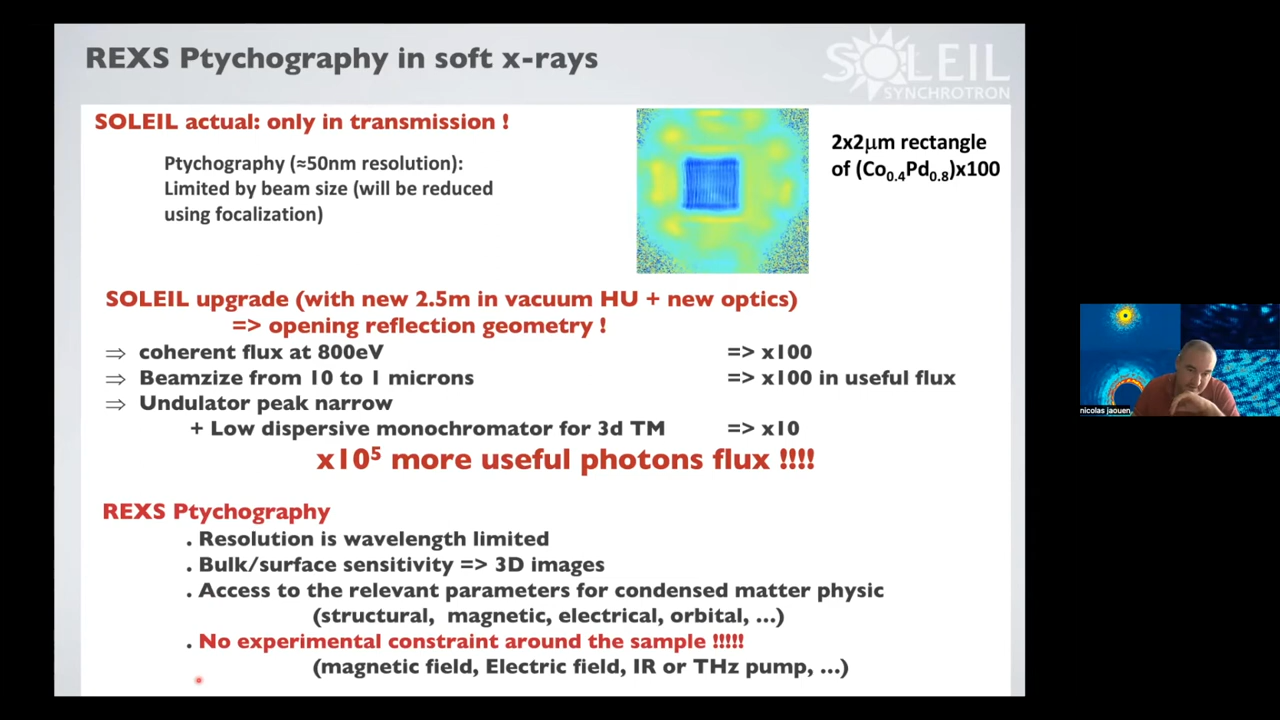 REXS Ptychography in soft x-rays
SOLEIL
SYNCHROTRON
SOLEIL actual: only in transmission !
Ptychography (≈50nm resolution):
Limited by beam size (will be reduced
using focalization)
2x2μm rectangle
of (Co0.4Pd0.8)x100
SOLEIL upgrade (with new 2.5m in vacuum HU + new optics)
=> opening reflection geometry !
⇒ coherent flux at 800eV => x100
⇒ Beamzize from 10 to 1 microns => x100 in useful flux
⇒ Undulator peak narrow
+ Low dispersive monochromator for 3d TM => x10
x10⁵ more useful photons flux !!!!
REXS Ptychography
. Resolution is wavelength limited
. Bulk/surface sensitivity => 3D images
. Access to the relevant parameters for condensed matter physic
(structural, magnetic, electrical, orbital, ...)
. No experimental constraint around the sample !!!!!
(magnetic field, Electric field, IR or THz pump, ...)
nicolas jaouen